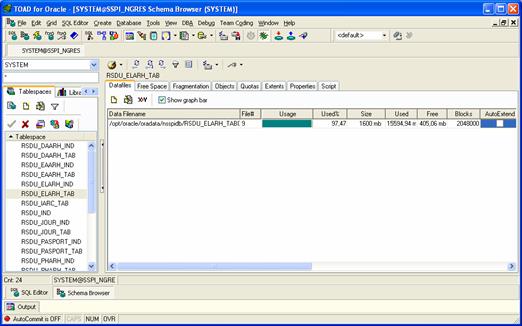 TOAD for Oracle - [SYSTEM@SSPI_NGRES Schema Browser (SYSTEM)]
File Grid SQL Editor Create Database Tools View DBA Debug Team Coding Window Help
<default>
SYSTEM@SSPI_NGRES
SYSTEM
*
RSDU_ELARH_TAB
Tablespaces
Datafiles Free Space Fragmentation Objects Quotas Extents Properties Script
Show graph bar
Data Filename File# Usage Used% Size Used Free Blocks AutoExtend
/opt/oracle/oradata/nsspidb/RSDU_ELARH_TAB 9 97,47 1600 mb 15594,94 m 405,06 mb 2048000
Tablespace
RSDU_DAARH_IND
RSDU_DAARH_TAB
RSDU_EAARH_IND
RSDU_EAARH_TAB
RSDU_ELARH_IND
RSDU_ELARH_TAB
RSDU_IARC_TAB
RSDU_IND
RSDU_JOUR_IND
RSDU_JOUR_TAB
RSDU_PASPORT_IND
RSDU_PASPORT_TAB
RSDU_PHARH_IND
RSDU_PHARH_TAB
Cnt: 24 SYSTEM@SSPI_NGRE
SQL Editor Schema Browser
Output
AutoCommit is OFF CAPS NUM OVR